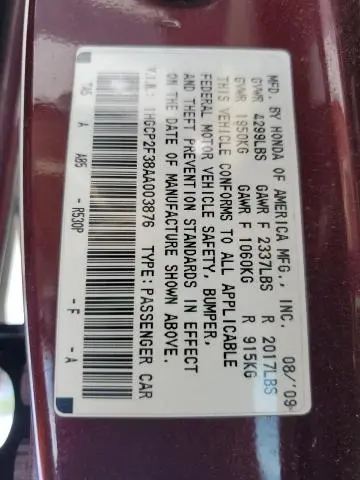 MFD. BY HONDA OF AMERICA MFG., INC. 08/'09
GVWR 4299LBS GAWR F 2337LBS R 2017LBS
GVWR 1950KG GAWR F 1060KG R 915KG
THIS VEHICLE CONFORMS TO ALL APPLICABLE
FEDERAL MOTOR VEHICLE SAFETY, BUMPER,
AND THEFT PREVENTION STANDARDS IN EFFECT
ON THE DATE OF MANUFACTURE SHOWN ABOVE.
V.I.N.: 1HGCP2F38AA003876 TYPE:PASSENGER CAR
A A85 - R530P - F - A